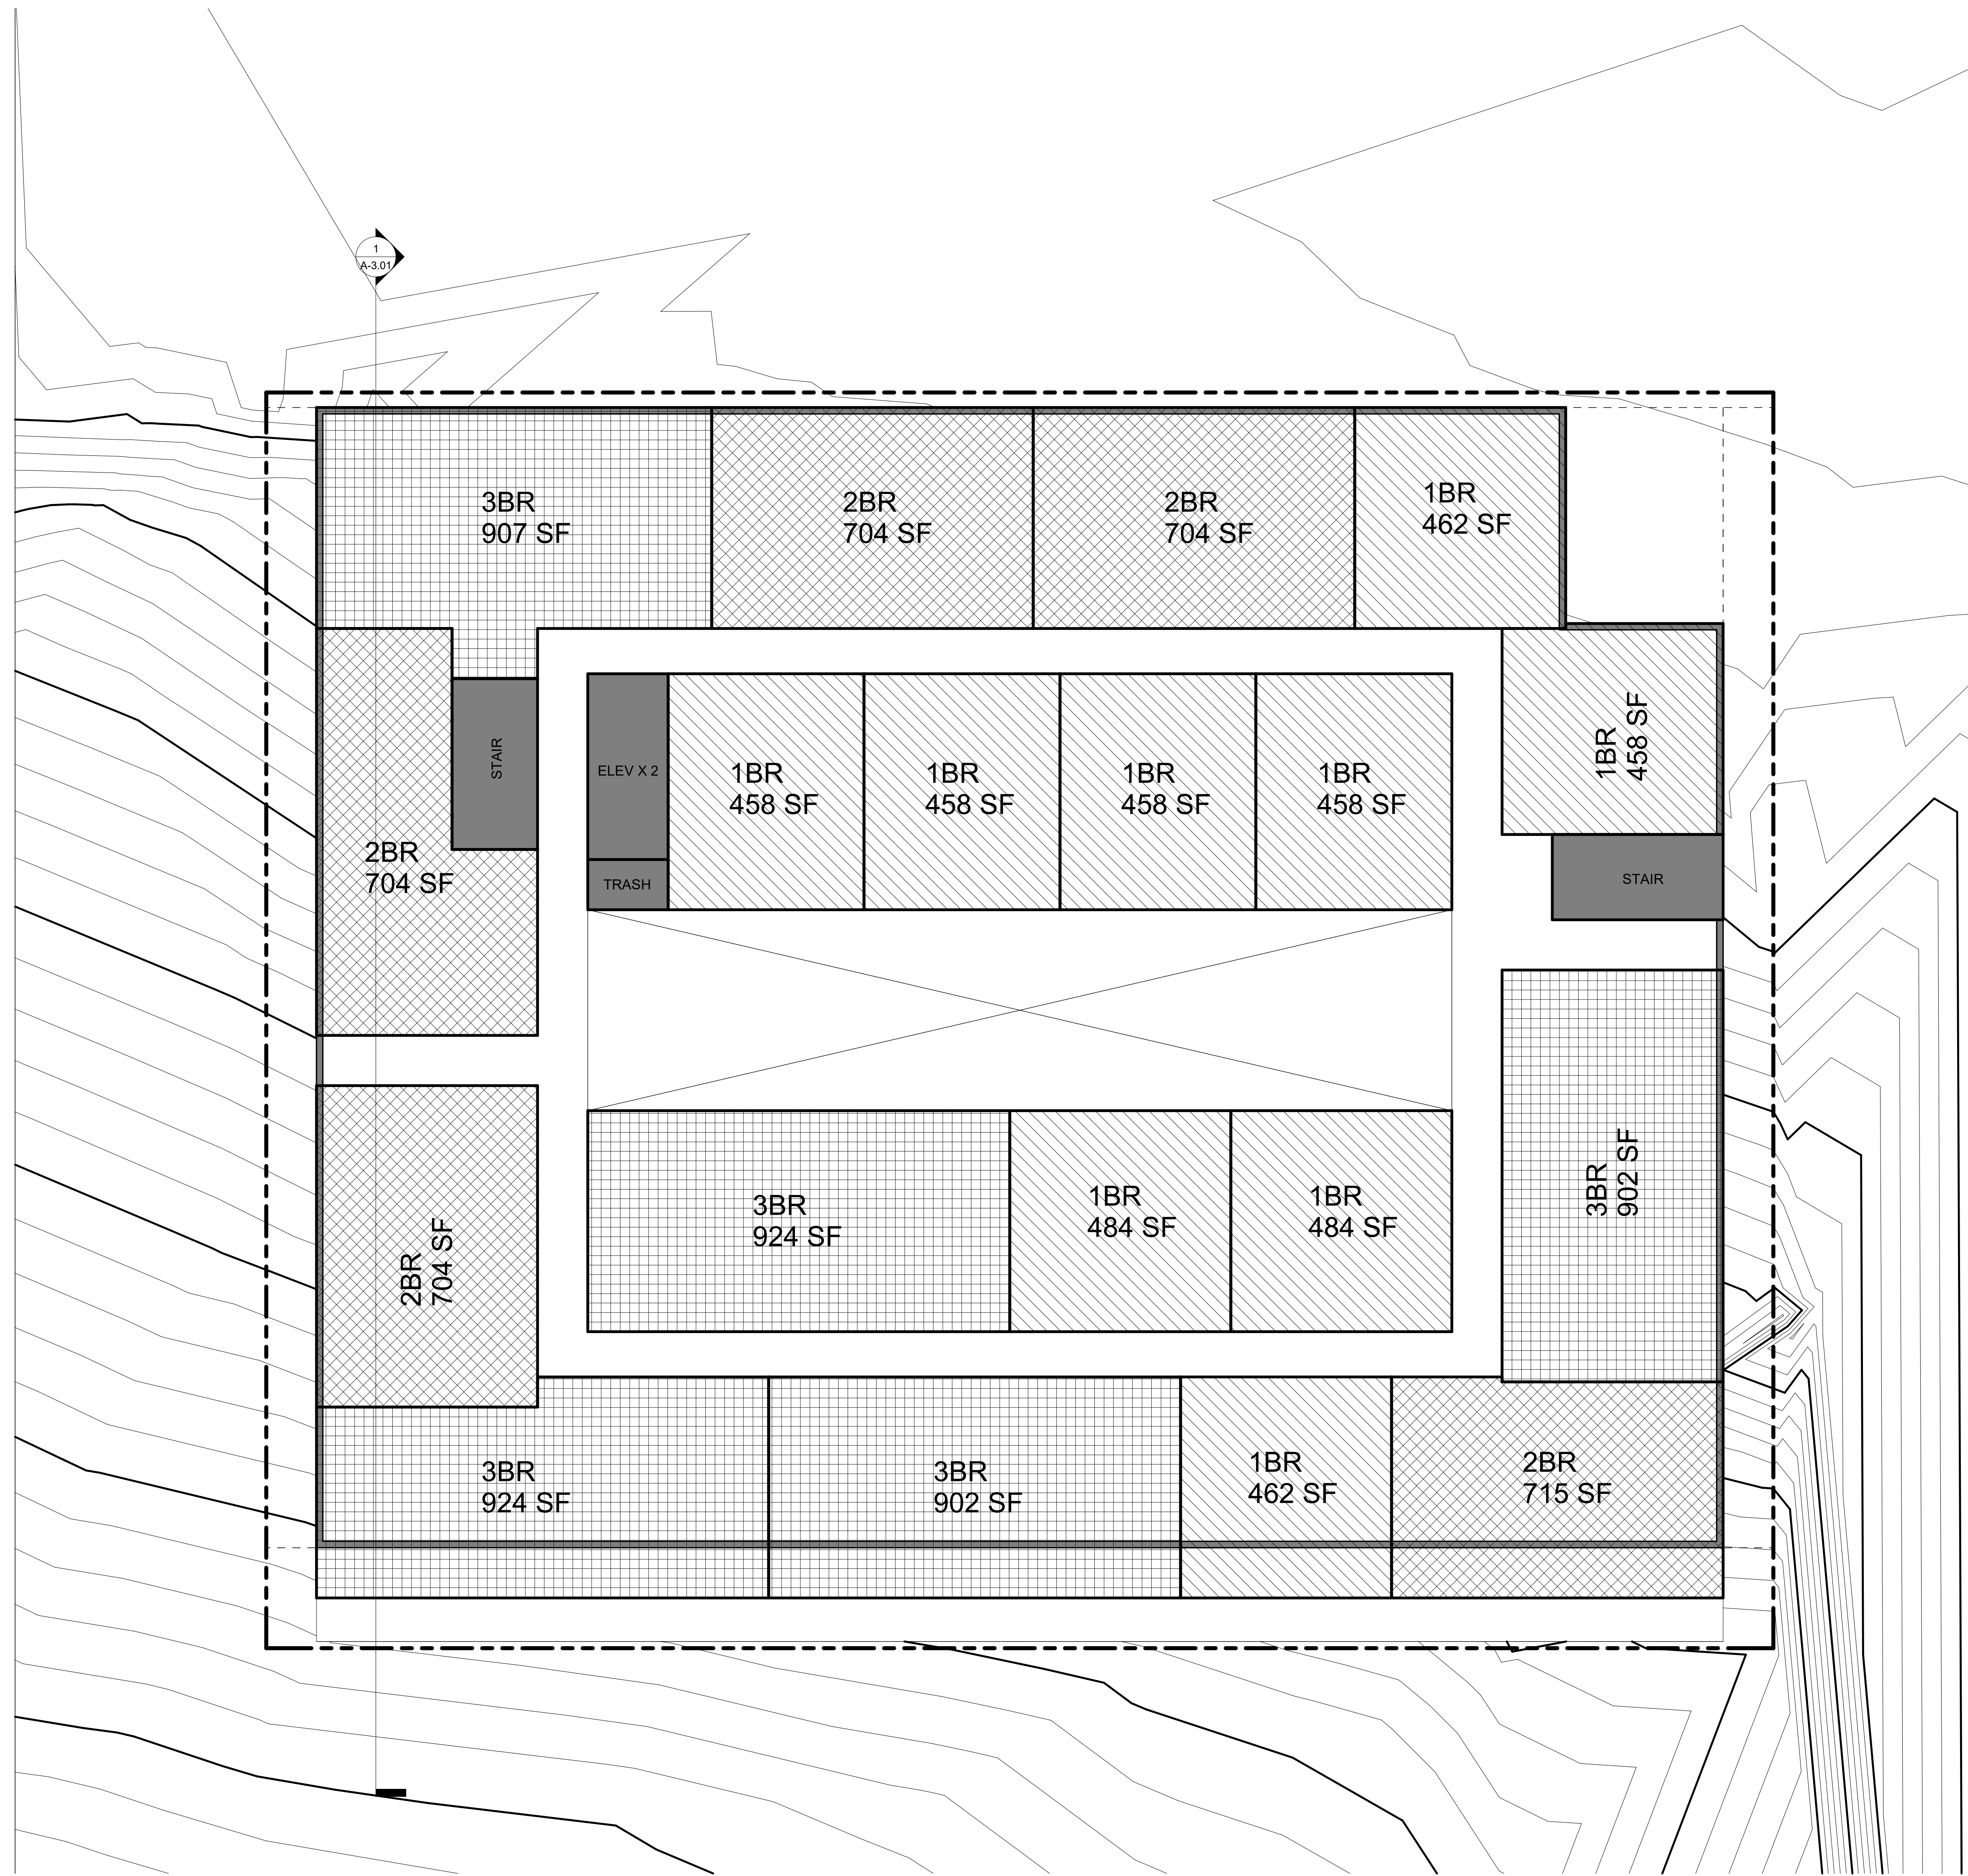 1
A-3.01
3BR
907 SF
2BR
704 SF
2BR
704 SF
1BR
462 SF
STAIR
ELEV X 2
TRASH
1BR
458 SF
1BR
458 SF
1BR
458 SF
1BR
458 SF
1BR
458 SF
STAIR
2BR
704 SF
2BR
704 SF
3BR
924 SF
1BR
484 SF
1BR
484 SF
3BR
902 SF
3BR
924 SF
3BR
902 SF
1BR
462 SF
2BR
715 SF